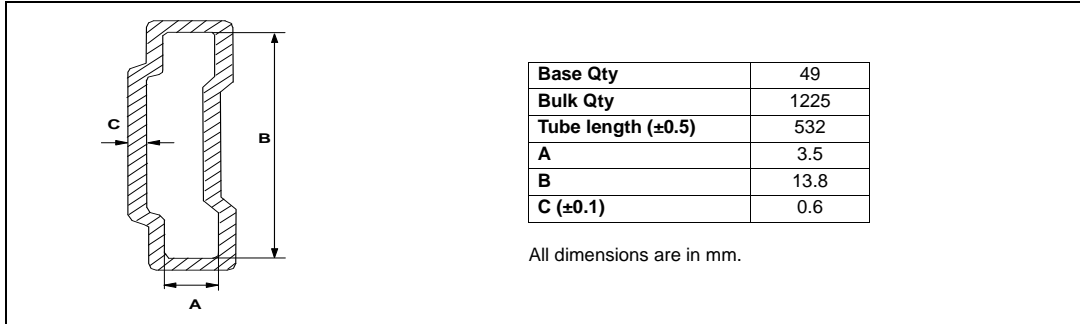 C
B
A
Base Qty 49
Bulk Qty 1225
Tube length (±0.5) 532
A 3.5
B 13.8
C (±0.1) 0.6
All dimensions are in mm.